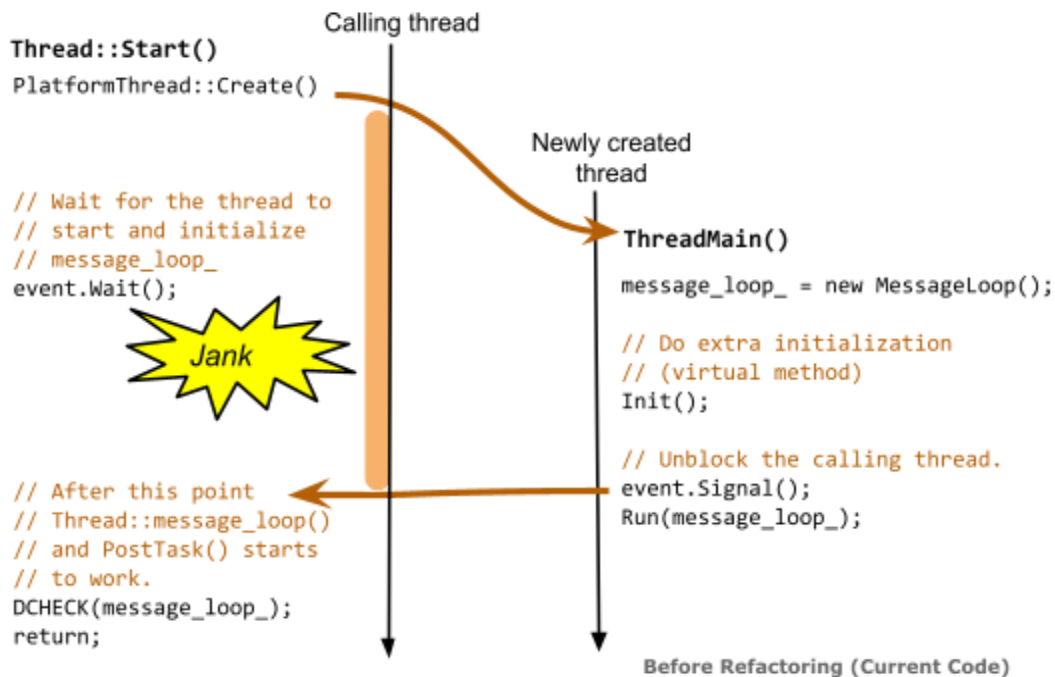 Calling thread
Thread::Start()
PlatformThread::Create()
// Wait for the thread to
// start and initialize
// message_loop_
event.Wait();
Jank
// After this point
// Thread::message_loop()
// and PostTask() starts
// to work.
DCHECK(message_loop_);
return;
Newly created
thread
ThreadMain()
message_loop_ = new MessageLoop();
// Do extra initialization
// (virtual method)
Init();
// Unblock the calling thread.
event.Signal();
Run(message_loop_);
Before Refactoring (Current Code)